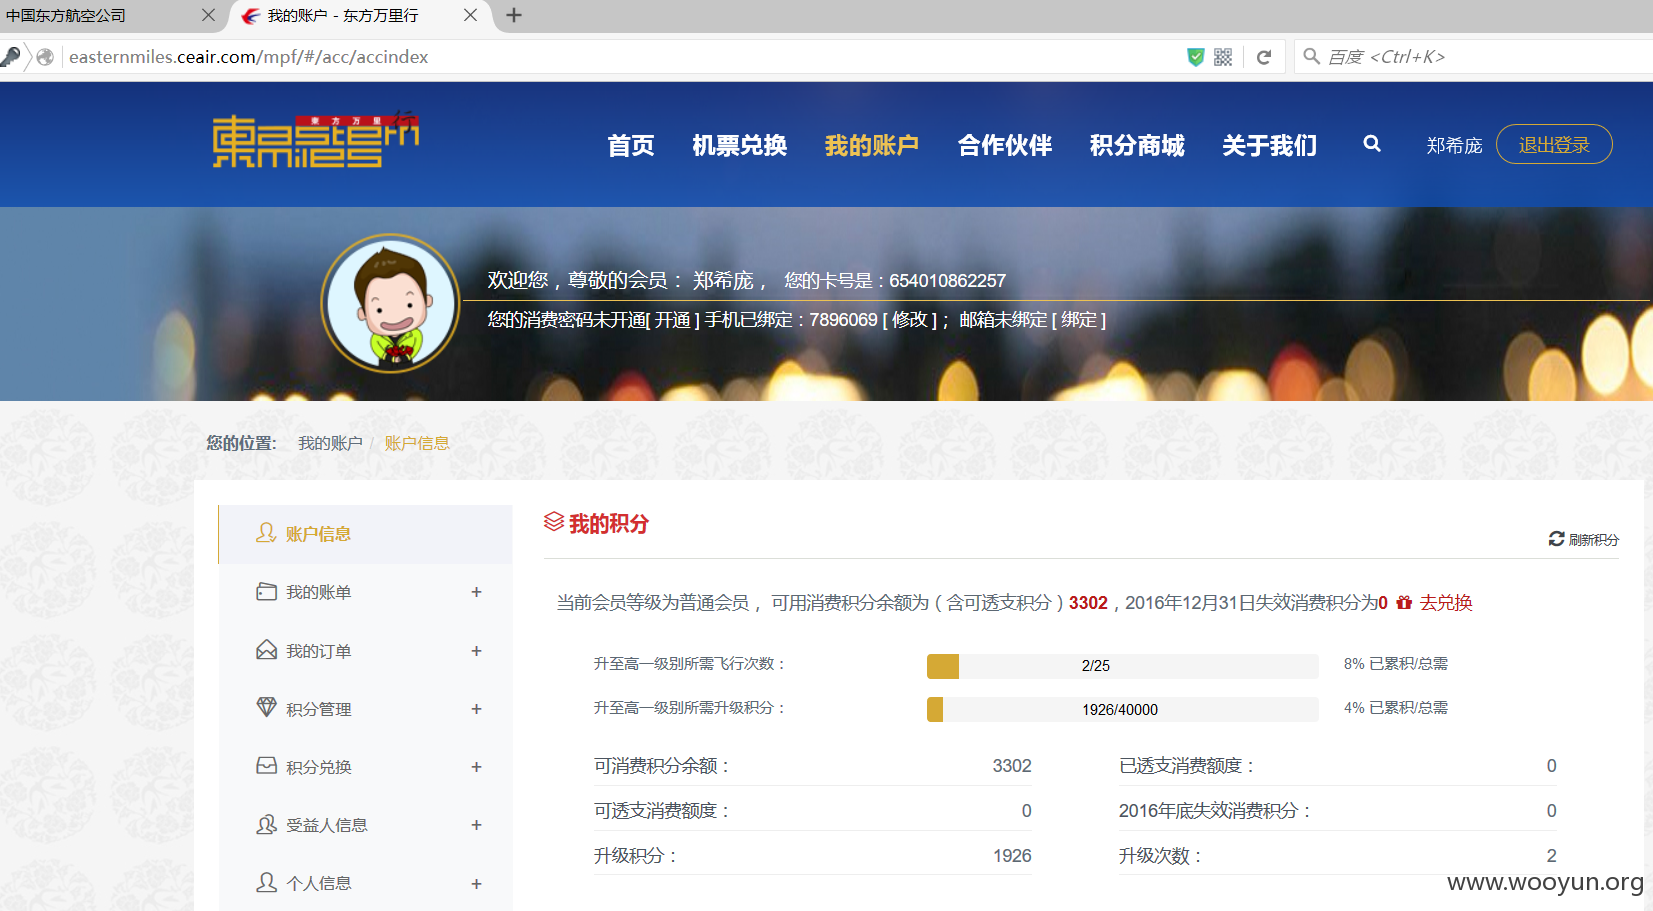 中国东方航空公司
我的账户 - 东方万里行
easternmiles.ceair.com/mpf/#/acc/accindex
百度 <Ctrl+K>
東方万里行
eastern miles
首页 机票兑换 我的账户 合作伙伴 积分商城 关于我们 郑希庞 退出登录
欢迎您，尊敬的会员： 郑希庞， 您的卡号是：654010862257
您的消费密码未开通[ 开通 ] 手机已绑定：7896069 [ 修改 ]； 邮箱未绑定 [ 绑定 ]
您的位置: 我的账户 / 账户信息
账户信息
我的账单 +
我的订单 +
积分管理 +
积分兑换 +
受益人信息 +
个人信息 +
我的积分
刷新积分
当前会员等级为普通会员， 可用消费积分余额为（含可透支积分）3302，2016年12月31日失效消费积分为0 去兑换
升至高一级别所需飞行次数： 2/25 8% 已累积/总需
升至高一级别所需升级积分： 1926/40000 4% 已累积/总需
可消费积分余额： 3302 已透支消费额度： 0
可透支消费额度： 0 2016年底失效消费积分： 0
升级积分： 1926 升级次数： 2
www.wooyun.org